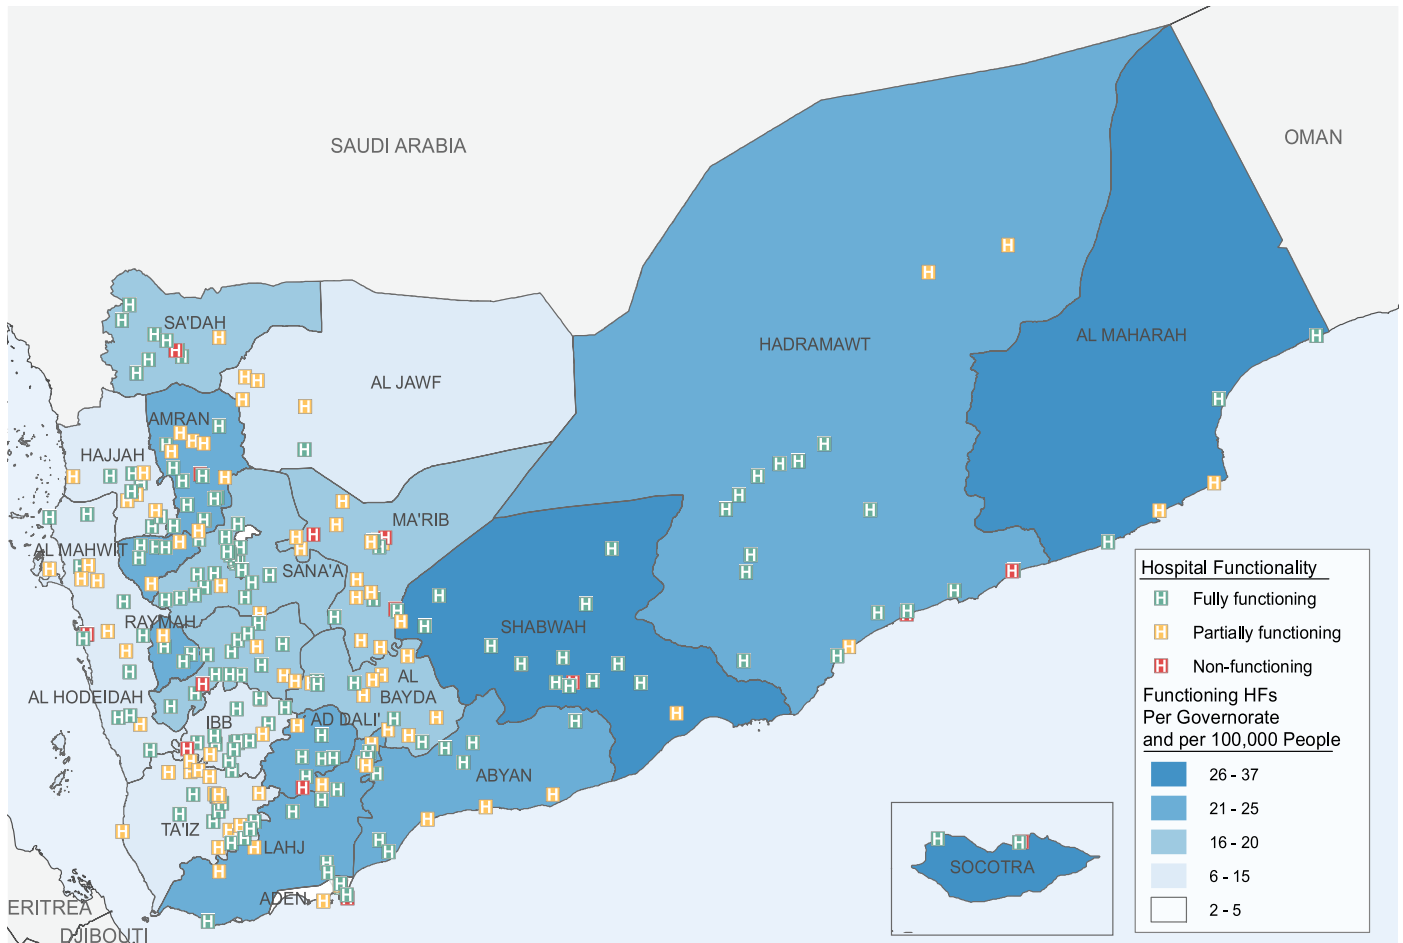 SAUDI ARABIA
OMAN
SA'DAH
HADRAMAWT
AL MAHARAH
AL JAWF
AMRAN
HAJJAH
MA'RIB
AL MAHWIT
SANA'A
RAYMAH
SHABWAH
AL
BAYDA
AL HODEIDAH
IBB
AD DALI'
ABYAN
TA'IZ
LAHJ
ADEN
SOCOTRA
ERITREA
DJIBOUTI
Hospital Functionality
H Fully functioning
H Partially functioning
H Non-functioning
Functioning HFs
Per Governorate
and per 100,000 People
26 - 37
21 - 25
16 - 20
6 - 15
2 - 5